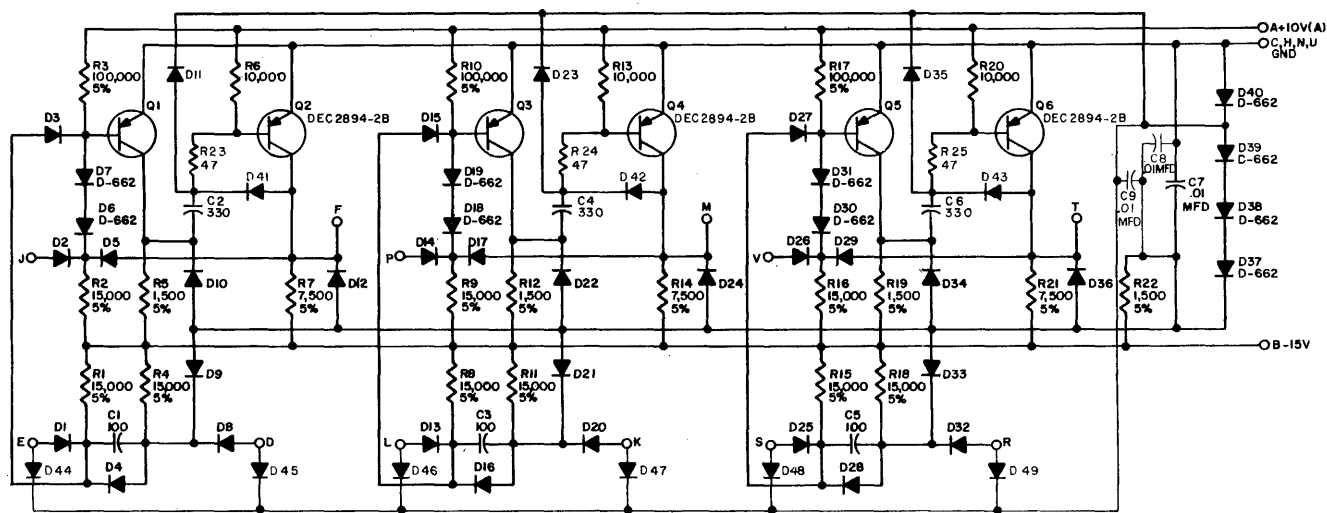 A+10V(A)
C,H,N,U
GND
R3
100,000
5%
D11
R6
10,000
R10
100,000
5%
D23
R13
10,000
R17
100,000
5%
D35
R20
10,000
D40
D-662
Q1
Q2
DEC2894-2B
Q3
Q4
DEC2894-2B
Q5
Q6
DEC2894-2B
D3
D15
D27
R23
47
R24
47
R25
47
C8
.01MFD
D39
D-662
D7
D-662
D41
D19
D-662
D42
D31
D-662
D43
C9
.01
MFD
C7
.01
MFD
D6
D-662
C2
330
F
D18
D-662
C4
330
M
D30
D-662
C6
330
T
D38
D-662
J
D2
D5
P
D14
D17
V
D26
D29
D37
D-662
R2
15,000
5%
R5
1,500
5%
D10
R7
7,500
5%
D12
R9
15,000
5%
R12
1,500
5%
D22
R14
7,500
5%
D24
R16
15,000
5%
R19
1,500
5%
D34
R21
7,500
5%
D36
R22
1,500
5%
B-15V
R1
15,000
5%
R4
15,000
5%
D9
R8
15,000
5%
R11
15,000
5%
D21
R15
15,000
5%
R18
15,000
5%
D33
E
D1
C1
100
D8
D
L
D13
C3
100
D20
K
S
D25
C5
100
D32
R
D44
D4
D45
D46
D16
D47
D48
D28
D49